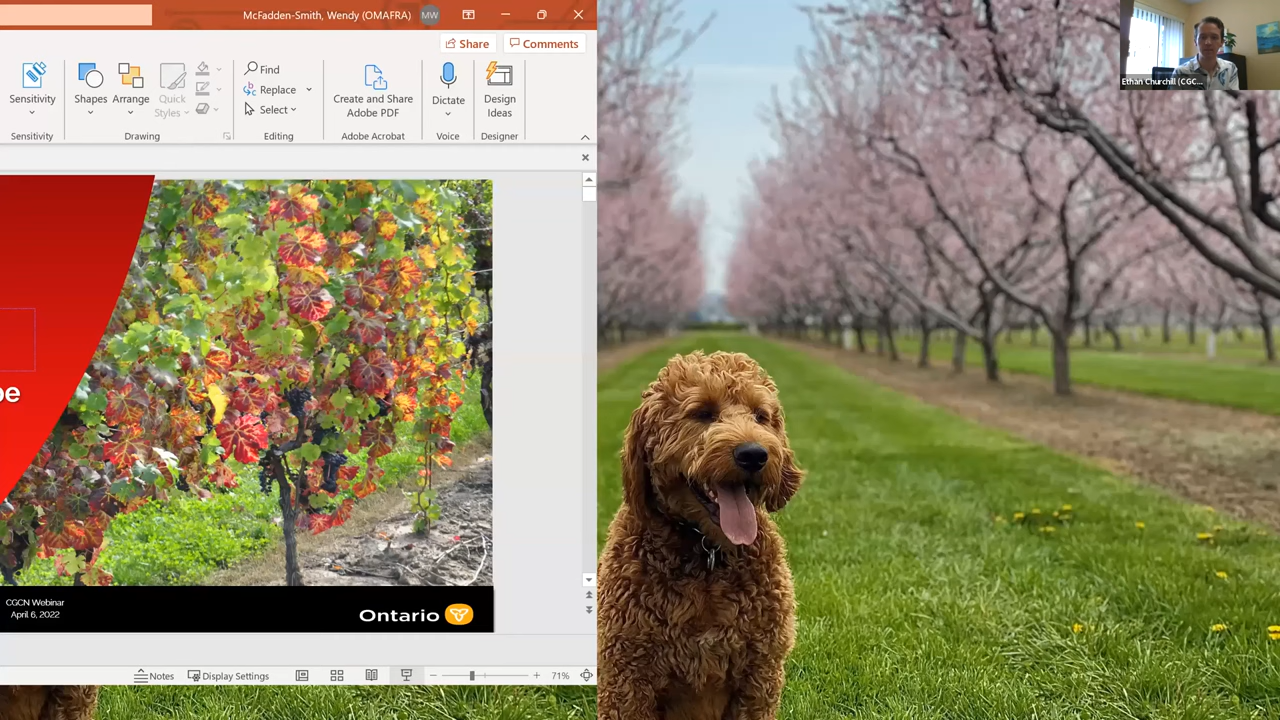 McFadden-Smith, Wendy (OMAFRA) MW
Share Comments
Sensitivity
Shapes
Arrange
Quick
Styles
Find
Replace
Select
Create and Share
Adobe PDF
Dictate
Design
Ideas
Sensitivity Drawing Editing Adobe Acrobat Voice Designer
Ethan Churchill (CGC...
pe
CGCN Webinar
April 6, 2022
Ontario
Notes Display Settings 71%